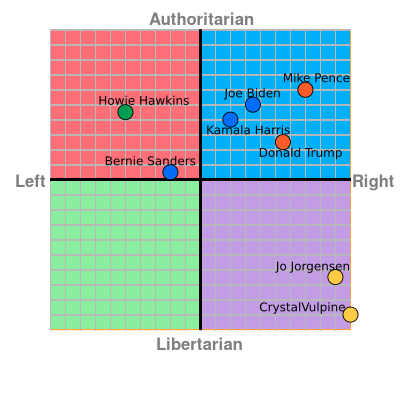 Authoritarian
Mike Pence
Joe Biden
Howie Hawkins
Kamala Harris
Donald Trump
Bernie Sanders
Left
Right
Jo Jorgensen
CrystalVulpine
Libertarian